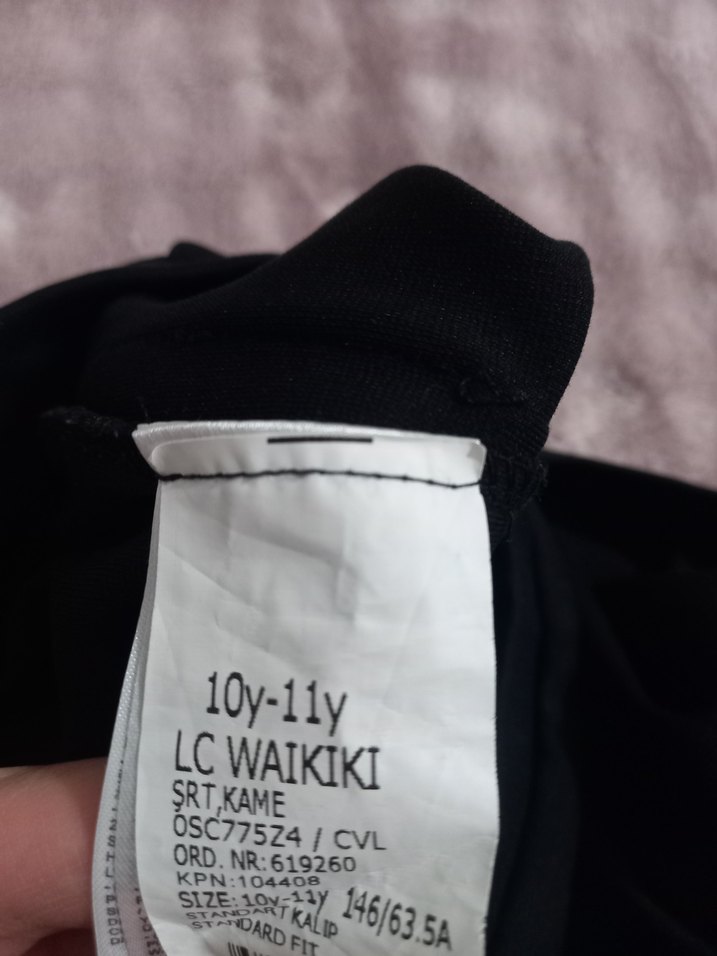 10y-11y
LC WAIKIKI
ŞRT,KAME
0SC775Z4 / CVL
ORD. NR:619260
KPN:104408
SIZE:10y-11y 146/63.5A
STANDART KALIP
STANDARD FIT